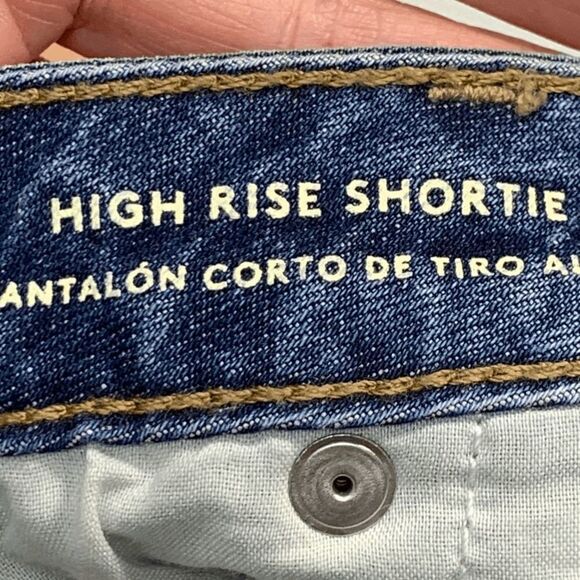 HIGH RISE SHORTIE
ANTALÓN CORTO DE TIRO AL